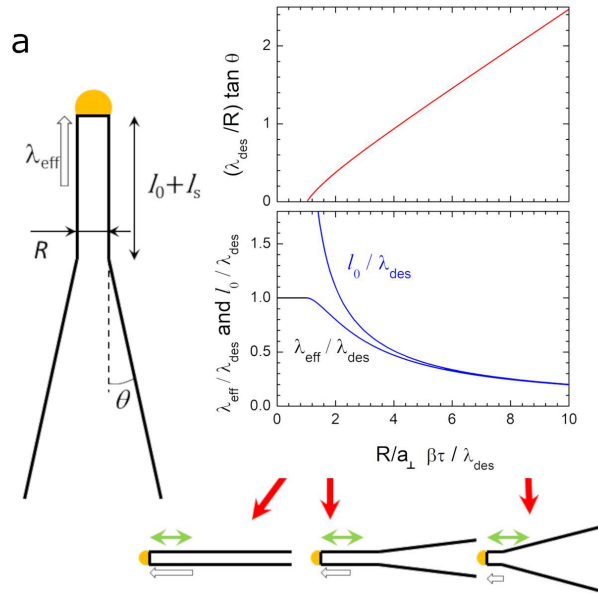 a
λeff
l0+ls
R
θ
(λdes /R) tan θ
2
1
0
λeff / λdes and l0 / λdes
1.5
1.0
0.5
0.0
l0 / λdes
λeff / λdes
0 2 4 6 8 10
R/a⊥ βτ / λdes